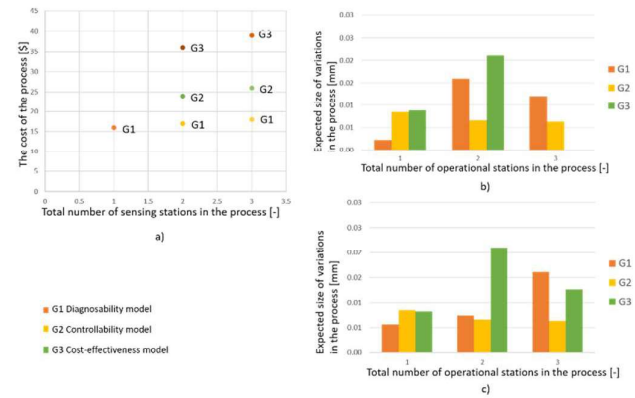 45
40
35
30
25
20
15
10
5
0
The cost of the process [$]
G3
G3
G2
G2
G1
G1
0 0.5 1 1.5 2 2.5 3 3.5
Total number of sensing stations in the process [-]
a)
G1 Diagnosability model
G2 Controllability model
G3 Cost-effectiveness model
0.03
0.02
0.02
0.01
0.01
0.00
Expected size of variations
in the process [mm]
1 2 3
G1
G2
G3
Total number of operational stations in the process [-]
b)
0.03
0.03
0.02
0.02
0.01
0.01
0.00
Expected size of variations
in the process [mm]
1 2 3
G1
G2
G3
Total number of operational stations in the process [-]
c)